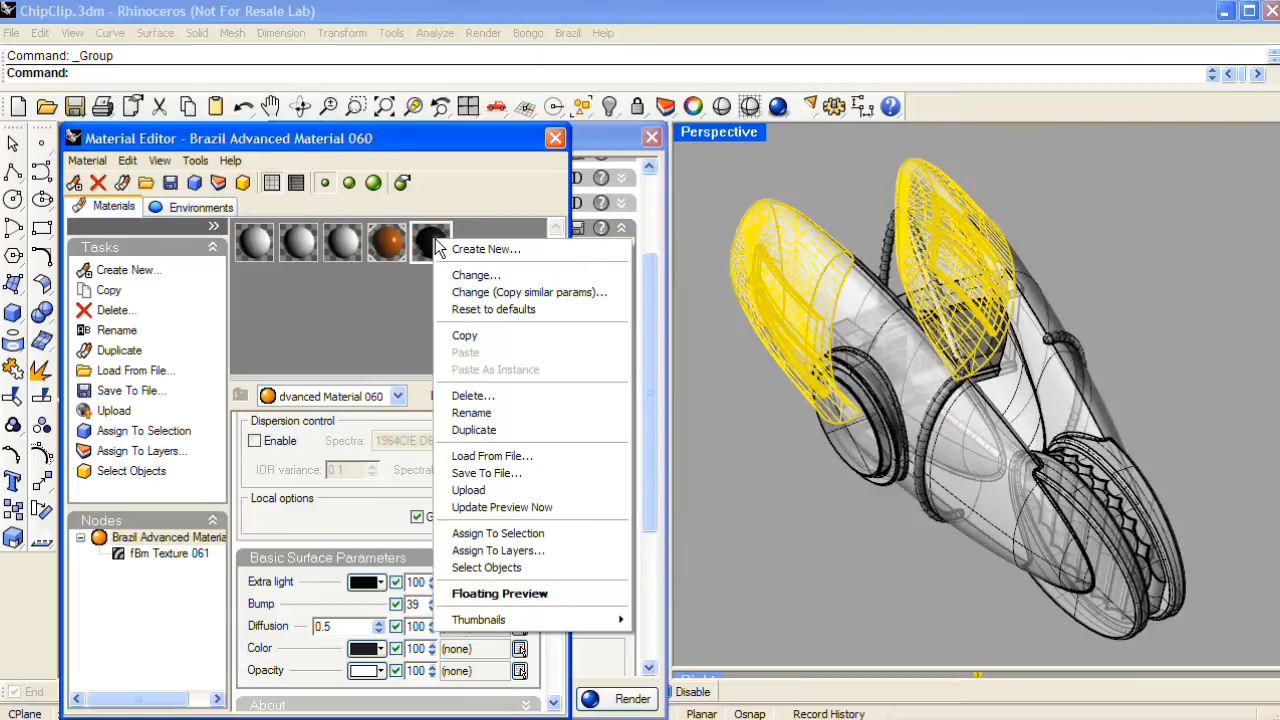 ChipClip.3dm - Rhinoceros (Not For Resale Lab)
File Edit View Curve Surface Solid Mesh Dimension Transform Tools Analyze Render Bongo Brazil Help
Command: _Group
Command:
Material Editor - Brazil Advanced Material 060
Perspective
Material Edit View Tools Help
Materials Environments
Tasks
Create New...
Copy
Delete...
Rename
Duplicate
Load From File...
Save To File...
Upload
Assign To Selection
Assign To Layers...
Select Objects
Nodes
Brazil Advanced Materia
fBm Texture 061
dvanced Material 060
Dispersion control
Enable Spectra: 1964CIE D6
IOR variance: 0.1 Spectral
Local options
G
Basic Surface Parameters
Extra light 100
Bump 39
Diffusion 0.5 100
Color 100 (none)
Opacity 100 (none)
About
Create New...
Change...
Change (Copy similar params)...
Reset to defaults
Copy
Paste
Paste As Instance
Delete...
Rename
Duplicate
Load From File...
Save To File...
Upload
Update Preview Now
Assign To Selection
Assign To Layers...
Select Objects
Floating Preview
Thumbnails
Render
Disable
End
CPlane
Planar Osnap Record History